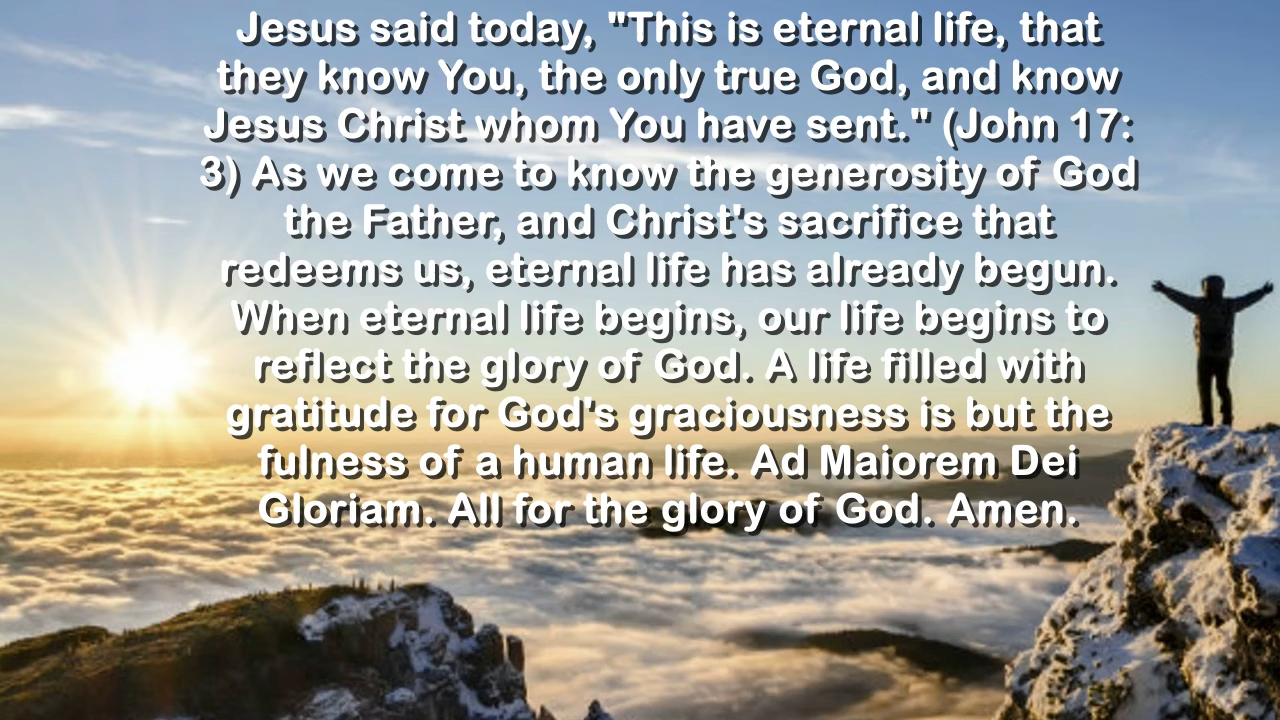 Jesus said today, "This is eternal life, that
they know You, the only true God, and know
Jesus Christ whom You have sent." (John 17:
3) As we come to know the generosity of God
the Father, and Christ's sacrifice that
redeems us, eternal life has already begun.
When eternal life begins, our life begins to
reflect the glory of God. A life filled with
gratitude for God's graciousness is but the
fulness of a human life. Ad Maiorem Dei
Gloriam. All for the glory of God. Amen.